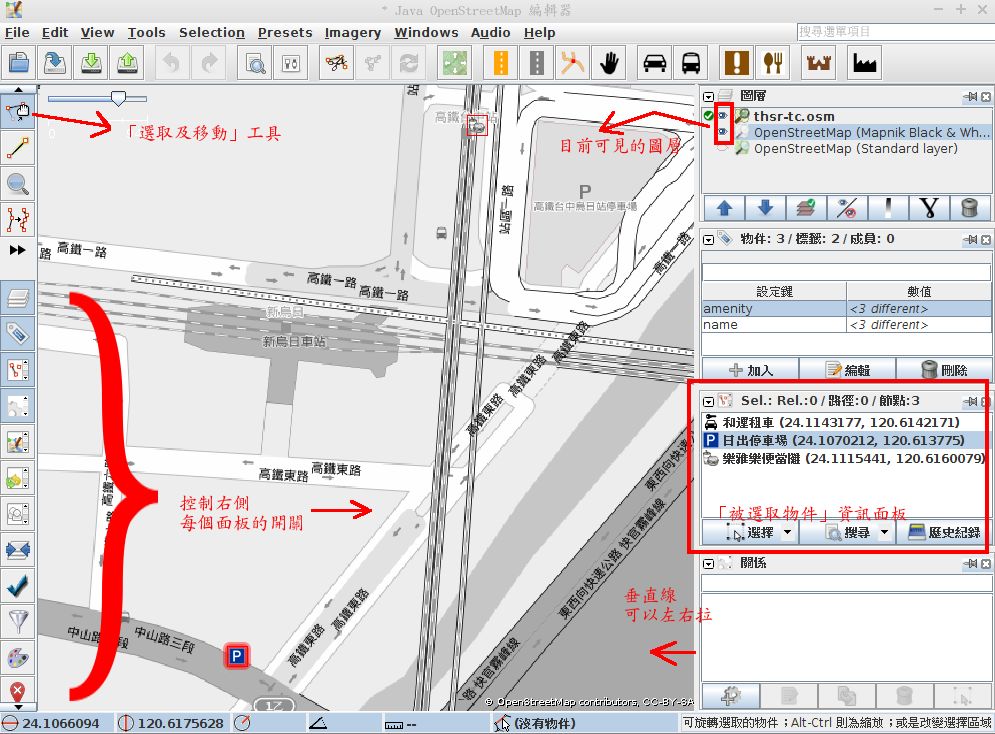 * Java OpenStreetMap 編輯器
File Edit View Tools Selection Presets Imagery Windows Audio Help
搜尋選單項目
「選取及移動」工具
0
目前可見的圖層
圖層
thsr-tc.osm
OpenStreetMap (Mapnik Black & Wh...
OpenStreetMap (Standard layer)
物件: 3 / 標籤: 2 / 成員: 0
設定鍵 數值
amenity <3 different>
name <3 different>
加入 編輯 刪除
Sel.: Rel.:0 / 路徑:0 / 節點:3
和運租車 (24.1143177, 120.6142171)
日出停車場 (24.1070212, 120.613775)
樂雅樂便當攤 (24.1115441, 120.6160079)
「被選取物件」資訊面板
選擇 搜尋 歷史紀錄
關係
站
高鐵台
站
P
高鐵台中烏日站停車場
站區一路
高鐵一路
路
高鐵一路
高鐵一路
高鐵一路
新烏日
新烏日車站
高鐵東路
高鐵東路
高鐵東路
高鐵東路
高鐵東路
控制右側
每個面板的開關
東西向快速
快官霧峰線
東西向快速公路
快官霧峰線
路
垂直線
可以左右拉
高鐵東路
高鐵東路
中山路三段
中山路三段
P
12
© OpenStreetMap contributors, CC-BY-SA
24.1066094 120.6175628 -- (沒有物件)
可旋轉選取的物件；Alt-Ctrl 則為縮放；或是改變選擇區域